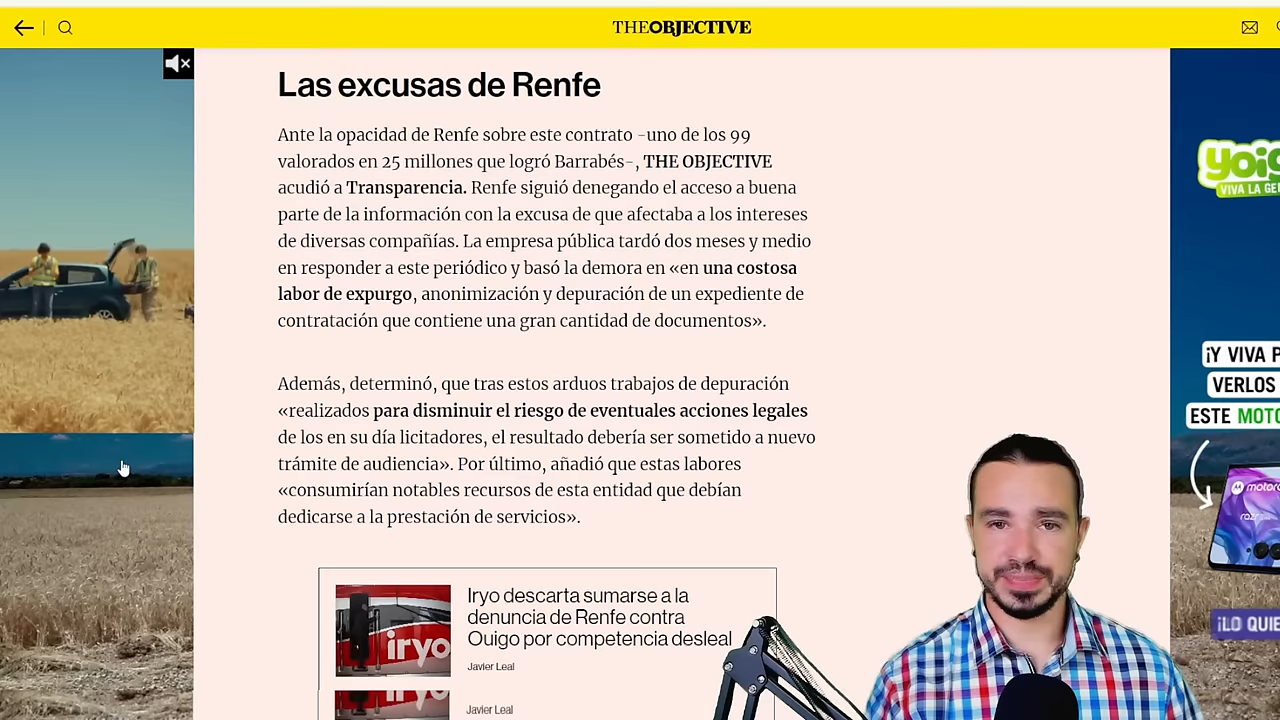 THEOBJECTIVE
Las excusas de Renfe
Ante la opacidad de Renfe sobre este contrato -uno de los 99
valorados en 25 millones que logró Barrabés-, THE OBJECTIVE
acudió a Transparencia. Renfe siguió denegando el acceso a buena
parte de la información con la excusa de que afectaba a los intereses
de diversas compañías. La empresa pública tardó dos meses y medio
en responder a este periódico y basó la demora en «en una costosa
labor de expurgo, anonimización y depuración de un expediente de
contratación que contiene una gran cantidad de documentos».
Además, determinó, que tras estos arduos trabajos de depuración
«realizados para disminuir el riesgo de eventuales acciones legales
de los en su día licitadores, el resultado debería ser sometido a nuevo
trámite de audiencia». Por último, añadió que estas labores
«consumirían notables recursos de esta entidad que debían
dedicarse a la prestación de servicios».
iryo
Iryo descarta sumarse a la
denuncia de Renfe contra
Ouigo por competencia desleal
Javier Leal
Javier Leal
VIVA LA
¡Y VIVA
VERLOS
ESTE
motoro
razr
¡LO